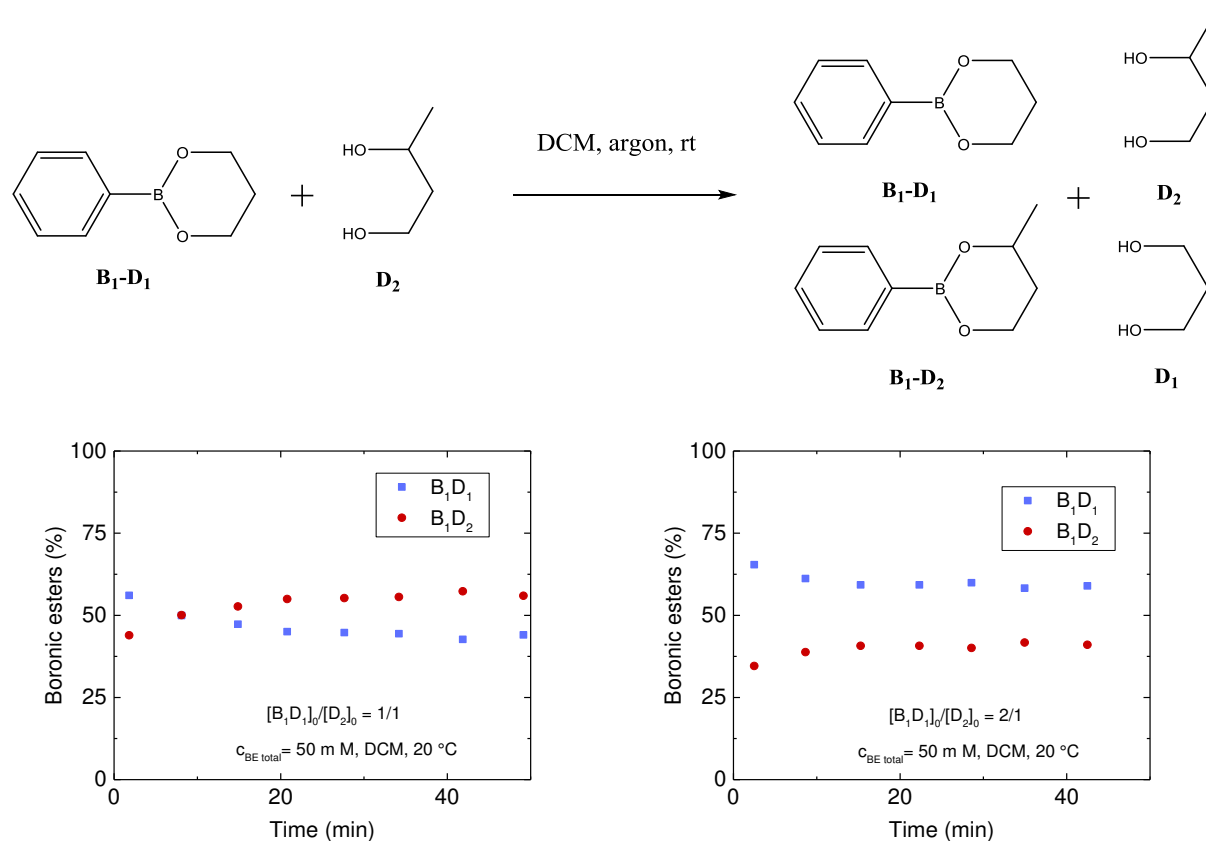 DCM, argon, rt
HO
HO
B
O
O
B₁-D₁
+
HO
HO
D₂
B
O
O
B₁-D₁
D₂
+
B
O
O
B₁-D₂
HO
HO
D₁
100
75
50
25
0
Boronic esters (%)
B₁D₁
B₁D₂
[B₁D₁]₀/[D₂]₀ = 1/1
c_BE total= 50 m M, DCM, 20 °C
0 20 40
Time (min)
100
75
50
25
0
Boronic esters (%)
B₁D₁
B₁D₂
[B₁D₁]₀/[D₂]₀ = 2/1
c_BE total= 50 m M, DCM, 20 °C
0 20 40
Time (min)